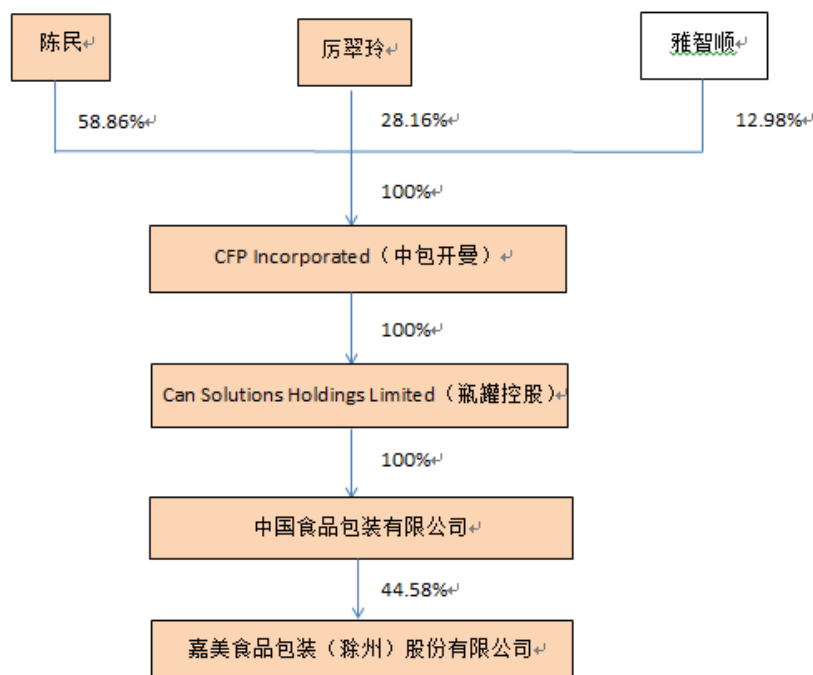 陈民
厉翠玲
雅智顺
58.86%
28.16%
12.98%
100%
CFP Incorporated（中包开曼）
100%
Can Solutions Holdings Limited（瓶罐控股）
100%
中国食品包装有限公司
44.58%
嘉美食品包装（滁州）股份有限公司